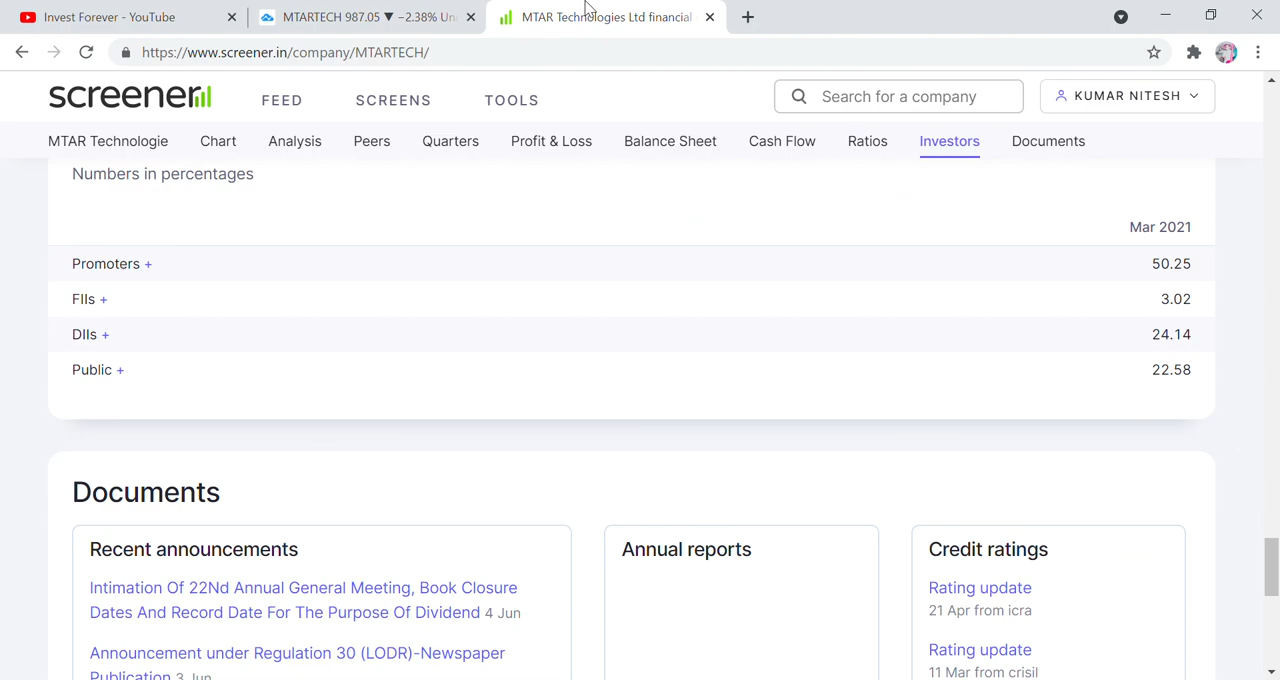 Invest Forever - YouTube
MTARTECH 987.05 ▼ −2.38% Un
MTAR Technologies Ltd financial
https://www.screener.in/company/MTARTECH/
screener
FEED
SCREENS
TOOLS
Search for a company
KUMAR NITESH
MTAR Technologie
Chart
Analysis
Peers
Quarters
Profit & Loss
Balance Sheet
Cash Flow
Ratios
Investors
Documents
Numbers in percentages
Mar 2021
Promoters + 50.25
FIIs + 3.02
DIIs + 24.14
Public + 22.58
Documents
Recent announcements
Intimation Of 22Nd Annual General Meeting, Book Closure
Dates And Record Date For The Purpose Of Dividend 4 Jun
Announcement under Regulation 30 (LODR)-Newspaper
Publication 3 Jun
Annual reports
Credit ratings
Rating update
21 Apr from icra
Rating update
11 Mar from crisil